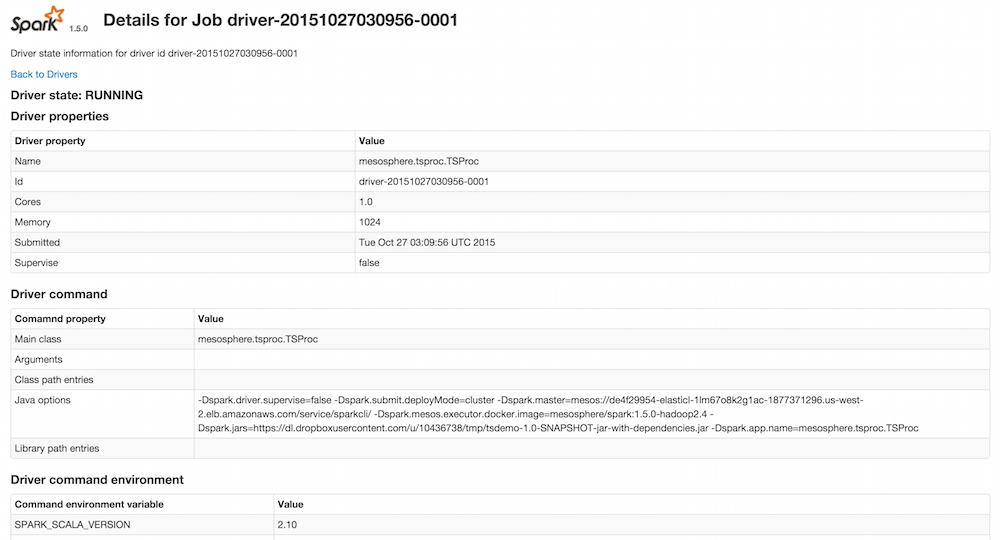 Spark 1.5.0 Details for Job driver-20151027030956-0001
Driver state information for driver id driver-20151027030956-0001
Back to Drivers
Driver state: RUNNING
Driver properties
Driver property Value
Name mesosphere.tsproc.TSProc
Id driver-20151027030956-0001
Cores 1.0
Memory 1024
Submitted Tue Oct 27 03:09:56 UTC 2015
Supervise false
Driver command
Comamnd property Value
Main class mesosphere.tsproc.TSProc
Arguments
Class path entries
Java options -Dspark.driver.supervise=false -Dspark.submit.deployMode=cluster -Dspark.master=mesos://de4f29954-elasticl-1lm67o8k2g1ac-1877371296.us-west-
2.elb.amazonaws.com/service/sparkcli/ -Dspark.mesos.executor.docker.image=mesosphere/spark:1.5.0-hadoop2.4 -
Dspark.jars=https://dl.dropboxusercontent.com/u/10436738/tmp/tsdemo-1.0-SNAPSHOT-jar-with-dependencies.jar -Dspark.app.name=mesosphere.tsproc.TSProc
Library path entries
Driver command environment
Command environment variable Value
SPARK_SCALA_VERSION 2.10